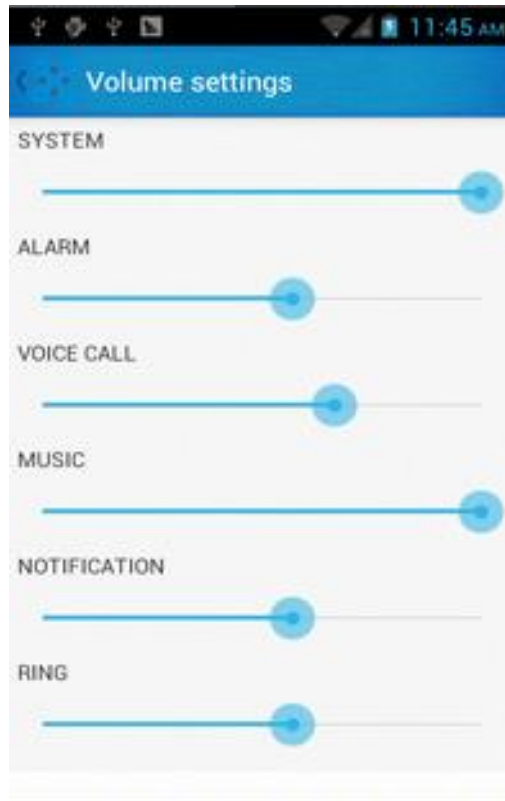 11:45 AM
Volume settings
SYSTEM
ALARM
VOICE CALL
MUSIC
NOTIFICATION
RING